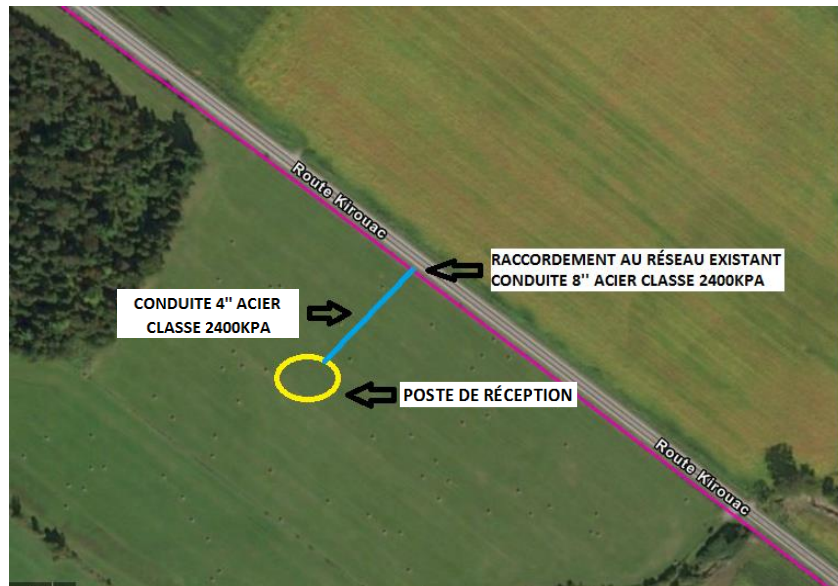 Route Kirouac
RACCORDEMENT AU RÉSEAU EXISTANT
CONDUITE 8'' ACIER CLASSE 2400KPA
CONDUITE 4'' ACIER
CLASSE 2400KPA
POSTE DE RÉCEPTION
Route Kirouac